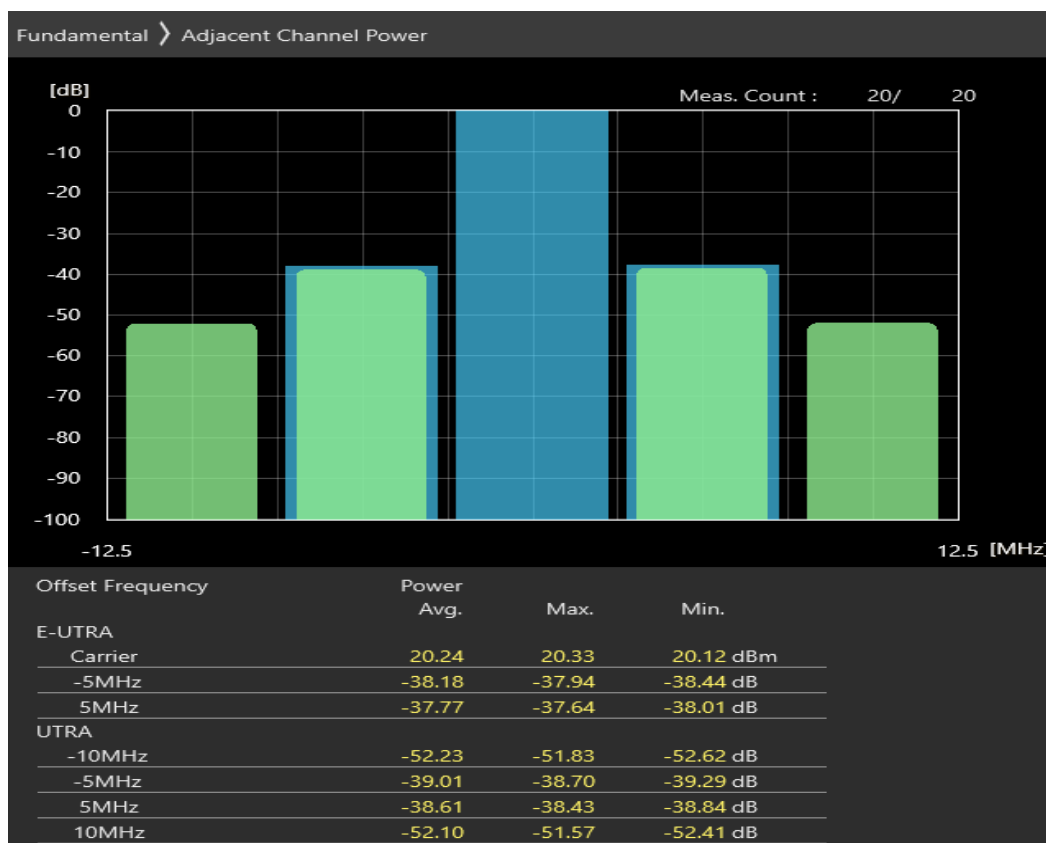 Fundamental 〉 Adjacent Channel Power
[dB]
Meas. Count : 20/ 20
0
-10
-20
-30
-40
-50
-60
-70
-80
-90
-100
-12.5 12.5 [MHz]
Offset Frequency Power
Avg. Max. Min.
E-UTRA
Carrier 20.24 20.33 20.12 dBm
-5MHz -38.18 -37.94 -38.44 dB
5MHz -37.77 -37.64 -38.01 dB
UTRA
-10MHz -52.23 -51.83 -52.62 dB
-5MHz -39.01 -38.70 -39.29 dB
5MHz -38.61 -38.43 -38.84 dB
10MHz -52.10 -51.57 -52.41 dB